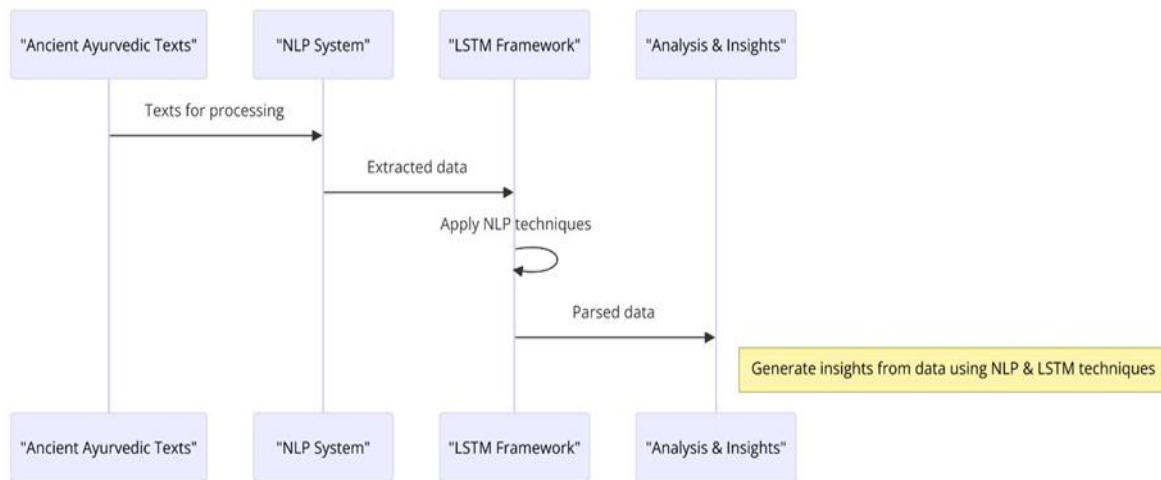 "Ancient Ayurvedic Texts"
"NLP System"
"LSTM Framework"
"Analysis & Insights"
Texts for processing
Extracted data
Apply NLP techniques
Parsed data
Generate insights from data using NLP & LSTM techniques
"Ancient Ayurvedic Texts"
"NLP System"
"LSTM Framework"
"Analysis & Insights"